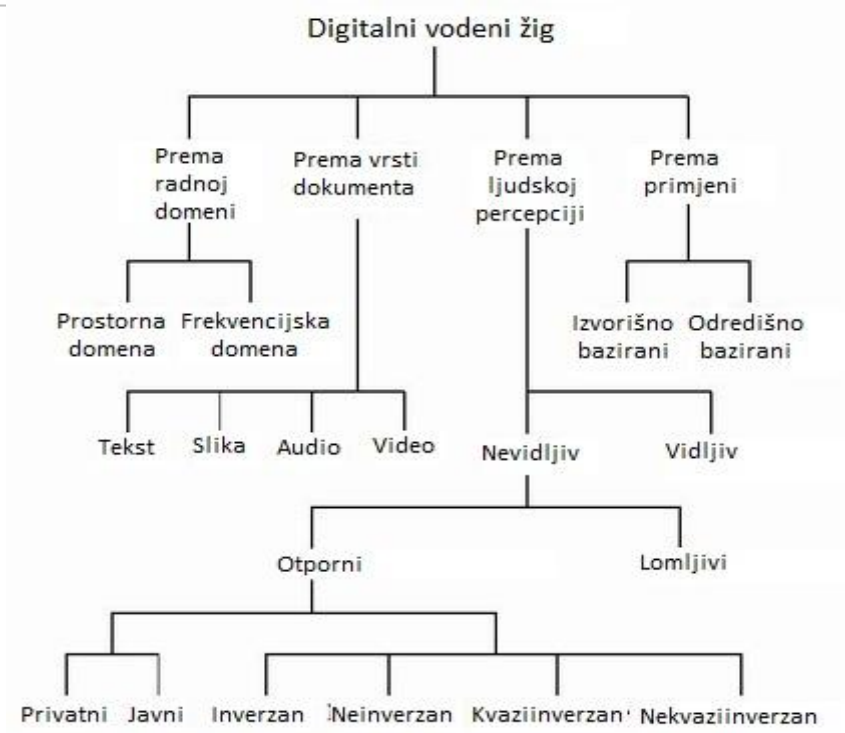 Digitalni vodeni žig
Prema
radnoj
domeni
Prema vrsti
dokumenta
Prema
ljudskoj
percepciji
Prema
primjeni
Prostorna
domena
Frekvencijska
domena
Izvorišno
bazirani
Odredišno
bazirani
Tekst
Slika
Audio
Video
Nevidljiv
Vidljiv
Otporni
Lomljivi
Privatni
Javni
Inverzan
Neinverzan
Kvaziinverzan
Nekvaziinverzan